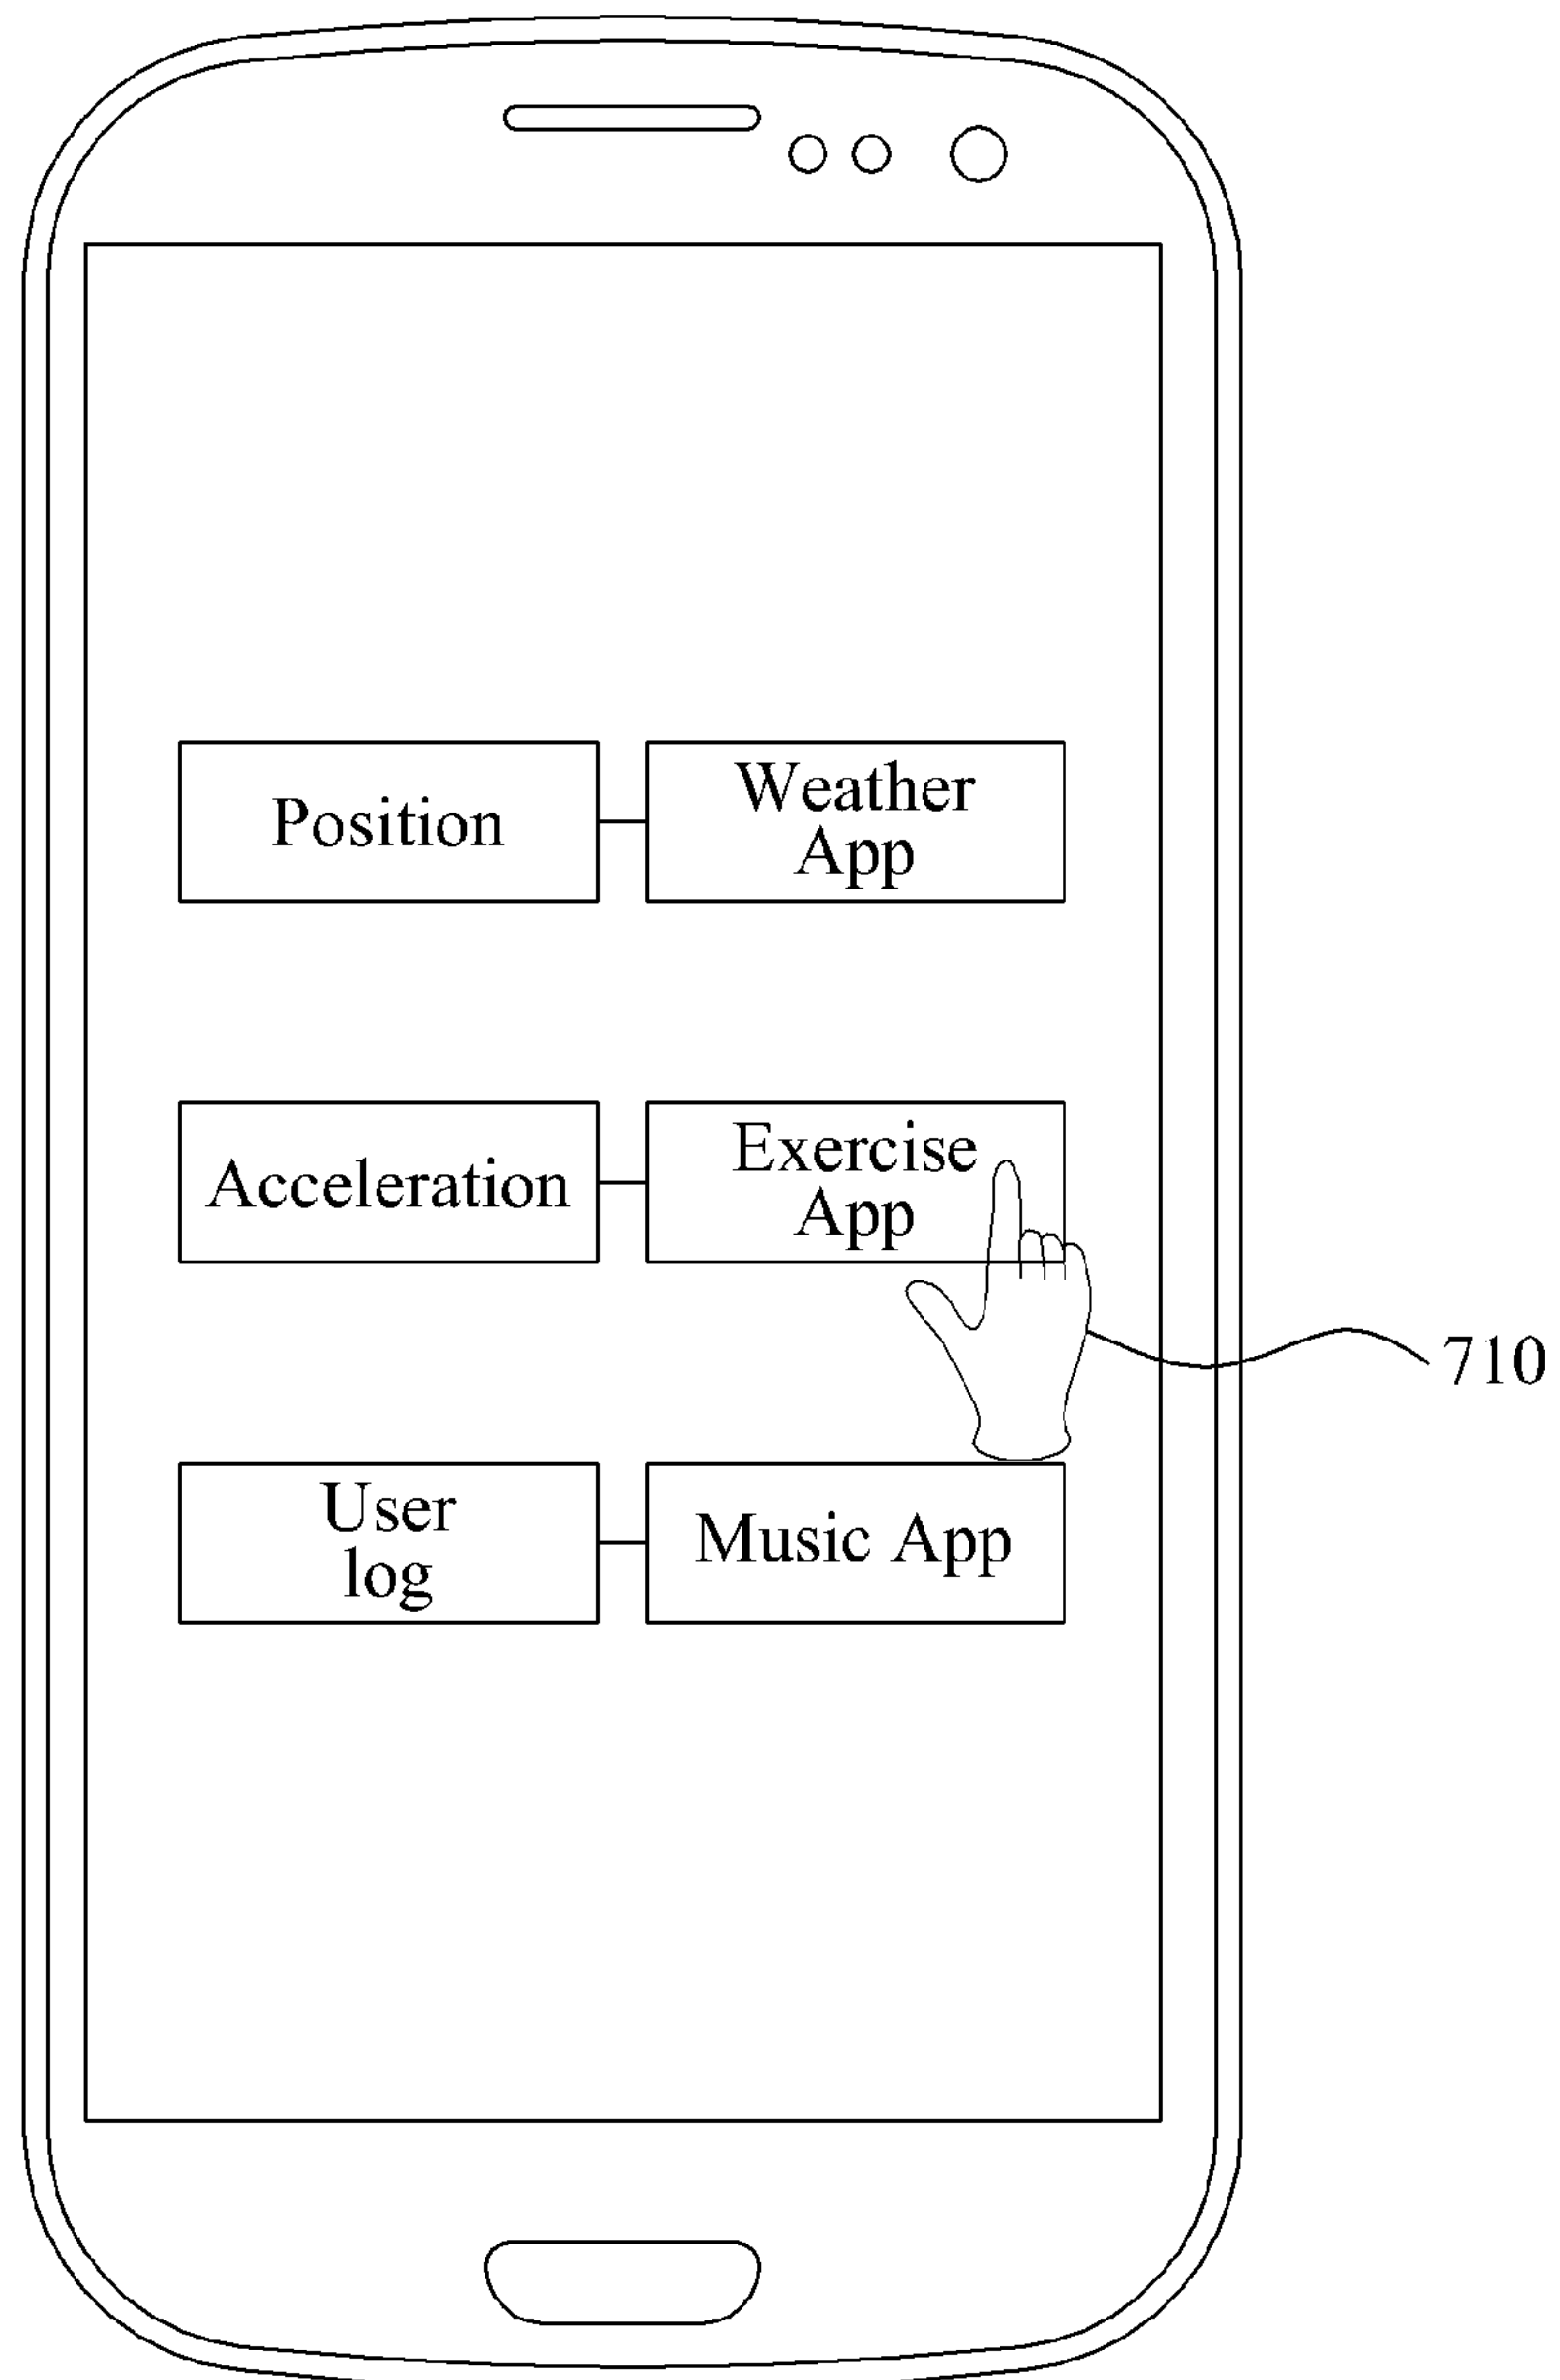 Position
Weather
App
Acceleration
Exercise
App
710
User
log
Music App